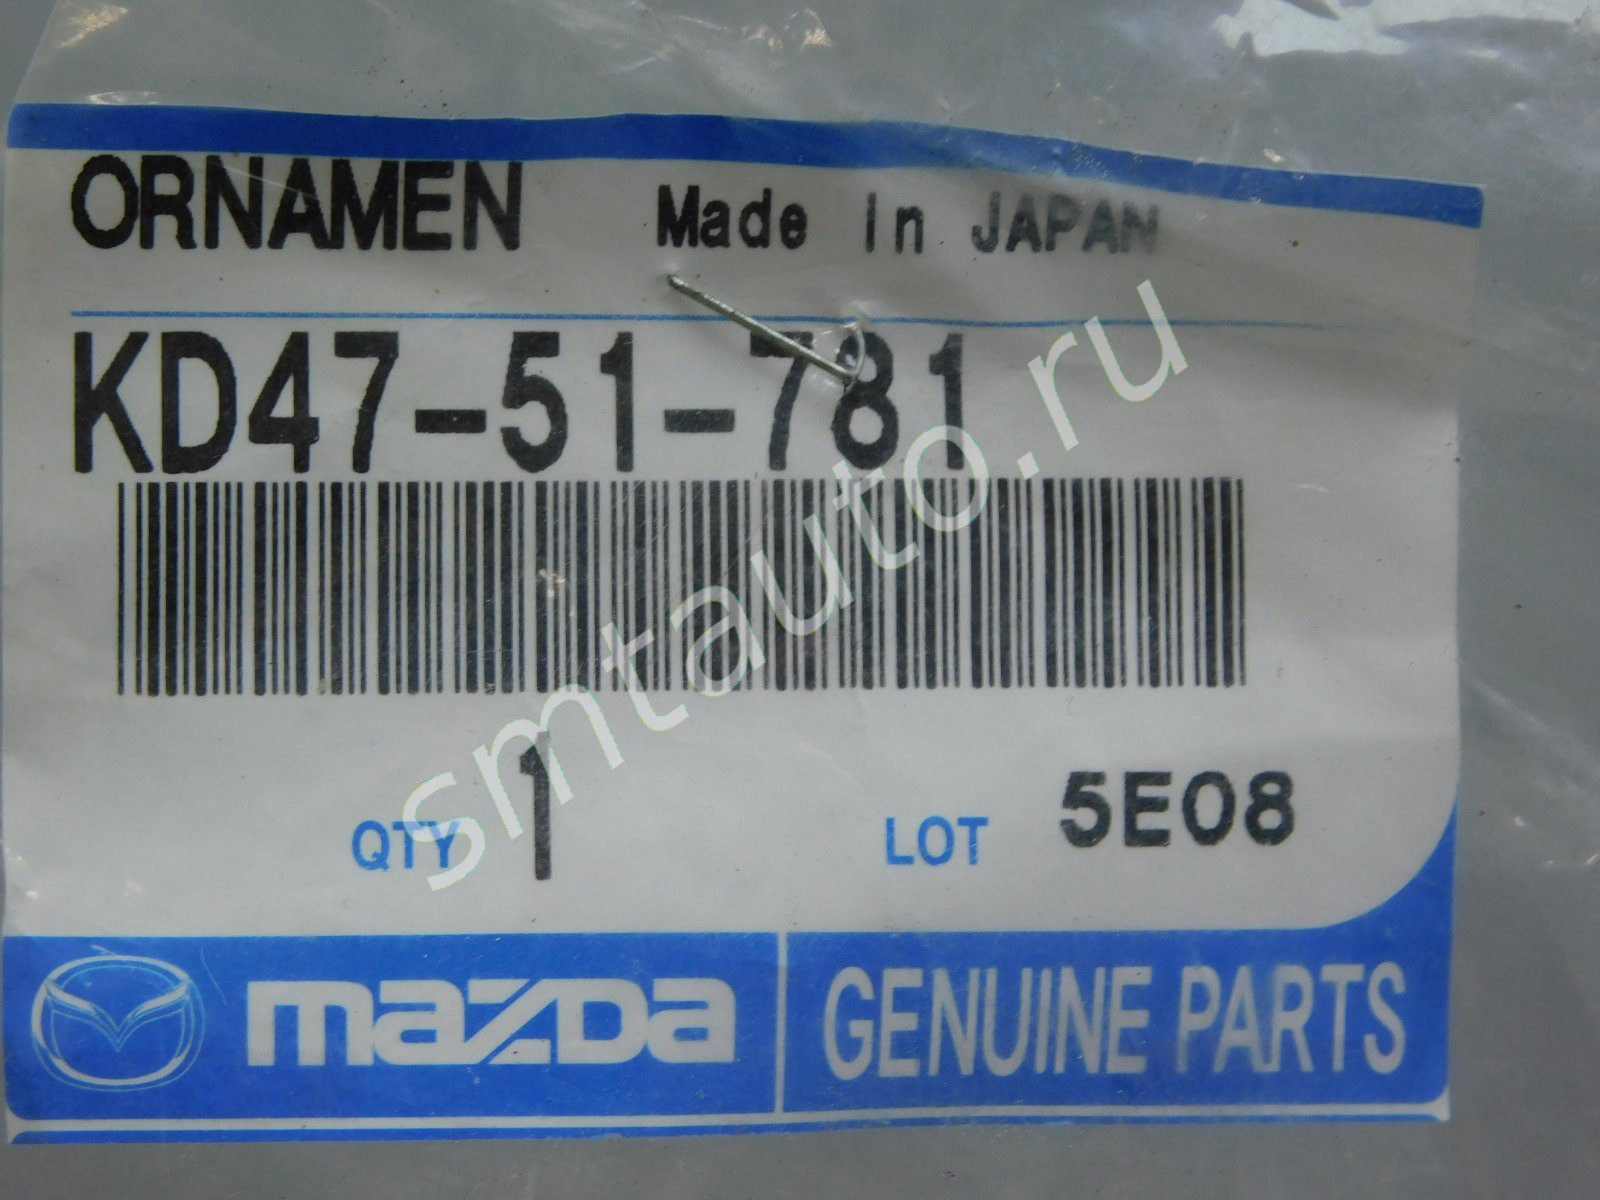 ORNAMEN Made in JAPAN
KD47-51-781
QTY 1 LOT 5E08
mazda GENUINE PARTS
smtauto.ru